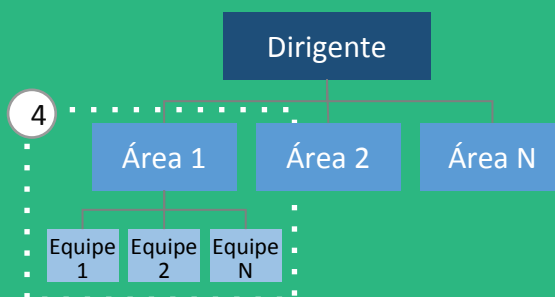 Dirigente
4
Área 1
Área 2
Área N
Equipe
1
Equipe
2
Equipe
N